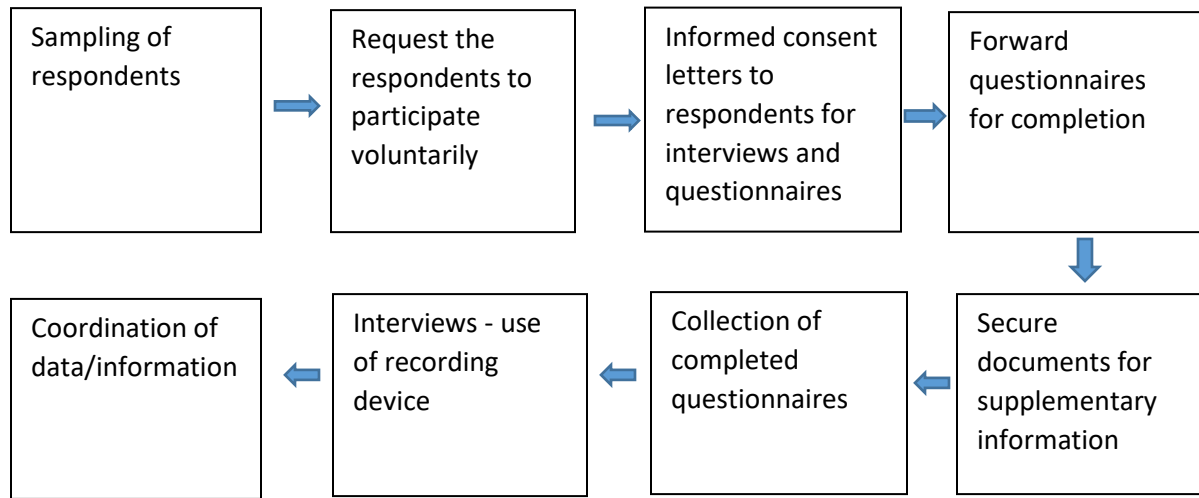 Sampling of
respondents
Request the
respondents to
participate
voluntarily
Informed consent
letters to
respondents for
interviews and
questionnaires
Forward
questionnaires
for completion
Secure
documents for
supplementary
information
Collection of
completed
questionnaires
Interviews - use
of recording
device
Coordination of
data/information